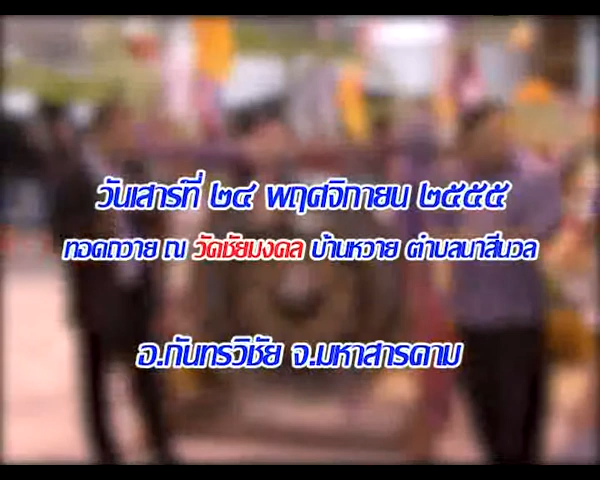 วันเสาร์ที่ ๒๔ พฤศจิกายน ๒๕๕๕
ทอดถวาย ณ วัดชัยมงคล บ้านหวาย ตำบลนาสีนวล
อ.กันทรวิชัย จ.มหาสารคาม